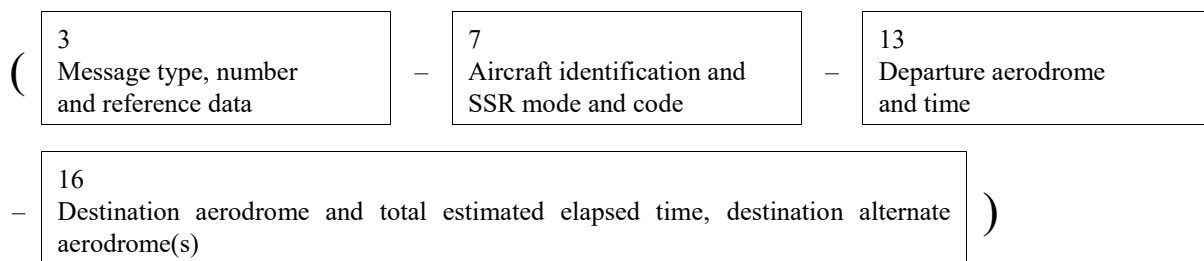 ( 3 – 7 – 13
Message type, number Aircraft identification and Departure aerodrome
and reference data SSR mode and code and time
– 16
Destination aerodrome and total estimated elapsed time, destination alternate )
aerodrome(s)